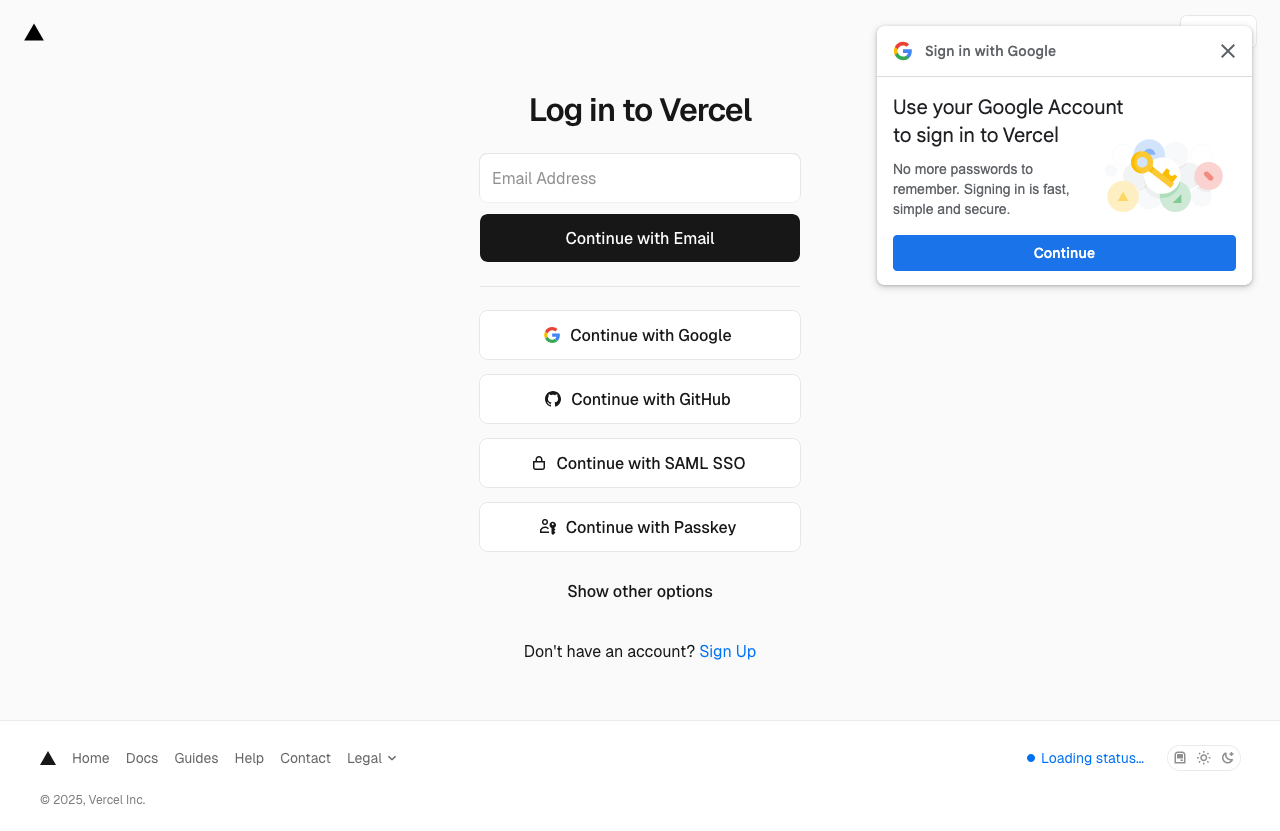 Log in to Vercel
Email Address
Continue with Email
Continue with Google
Continue with GitHub
Continue with SAML SSO
Continue with Passkey
Show other options
Don't have an account? Sign Up
Sign in with Google
Use your Google Account
to sign in to Vercel
No more passwords to
remember. Signing in is fast,
simple and secure.
Continue
Home Docs Guides Help Contact Legal
Loading status…
© 2025, Vercel Inc.